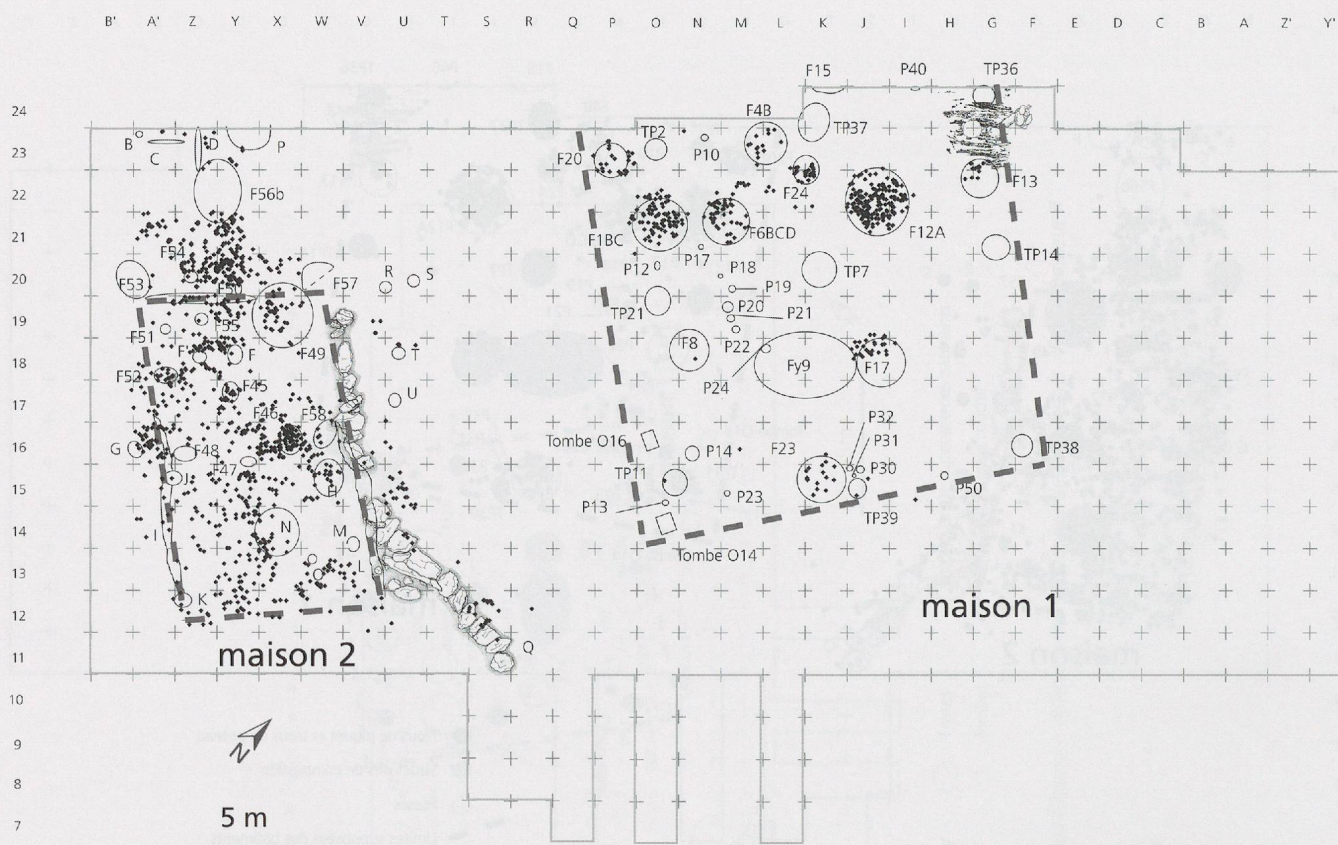 B' A' Z Y X W V U T S R Q P O N M L K J I H G F E D C B A Z' Y'
F15 P40 TP36
24
F4B
TP2 TP37
B C D P
23
F20 P10
F24 F13
F56b
22
F1BC F6BCD F12A
21
F54 TP14
P12 P17 P18 TP7
R S
20
F53 F50 F57
P19
TP21 P20 P21
19
F51 F55
F8 P22
F' F F49 T
18
Fy9 F17
F52 F45 P24
U
17
F46 F58 P32
Tombe O16 P31
16
G F48 P14 F23 TP38
F47 TP11 P30
J H P50
15
P23
P13 TP39
14
I N M
Tombe O14
13
L
K
12
maison 1
Q
11
maison 2
10
9
N
8
5 m
7